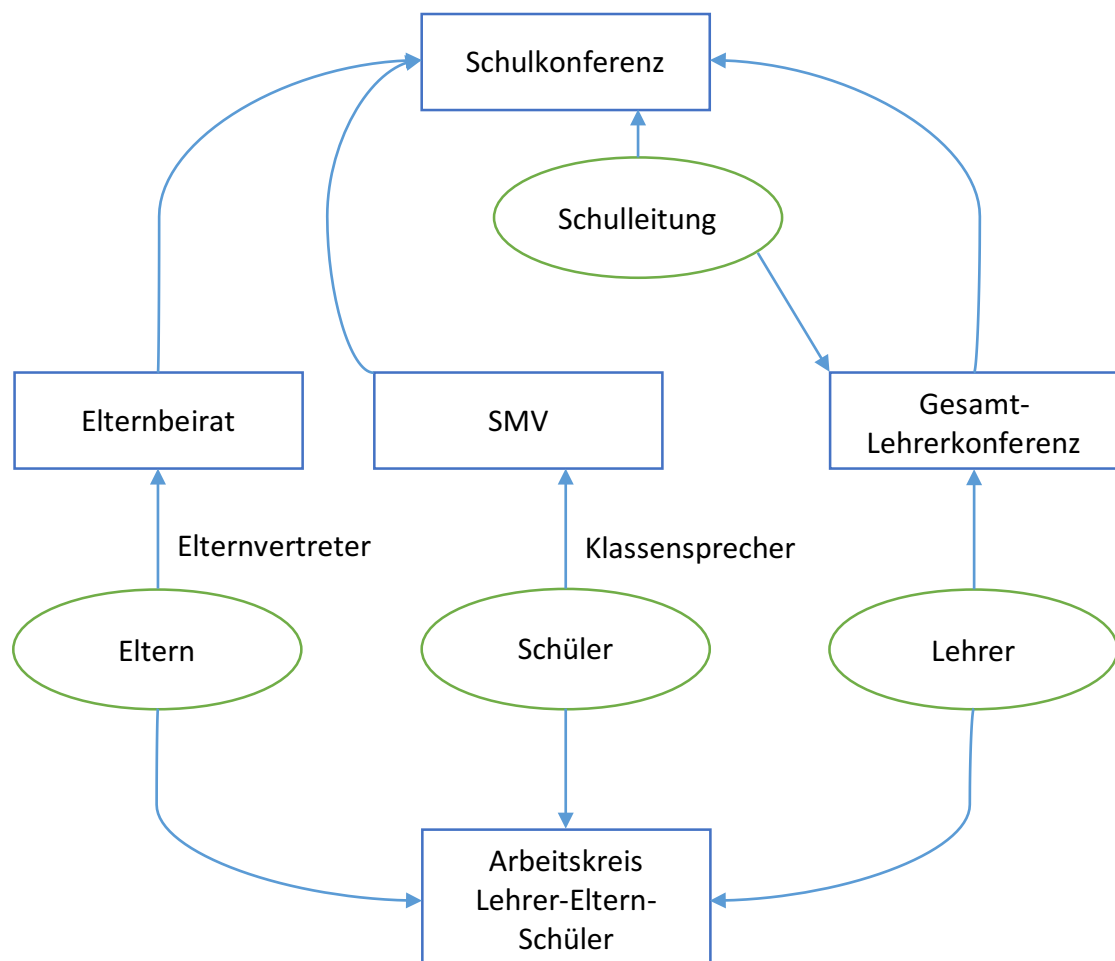 Schulkonferenz
Schulleitung
Elternbeirat
SMV
Gesamt-
Lehrerkonferenz
Elternvertreter
Klassensprecher
Eltern
Schüler
Lehrer
Arbeitskreis
Lehrer-Eltern-
Schüler